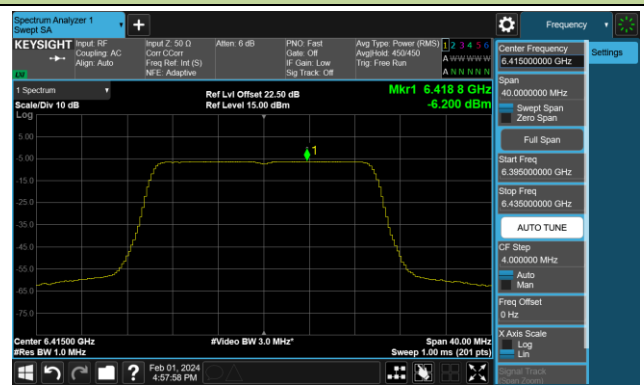 Spectrum Analyzer 1
Swept SA
Frequency
KEYSIGHT
Input: RF
Coupling: AC
Align: Auto
Input Z: 50 Ω
Corr CCorr
Freq Ref: Int (S)
NFE: Adaptive
Atten: 6 dB
PNO: Fast
Gate: Off
IF Gain: Low
Sig Track: Off
Avg Type: Power (RMS)
Avg|Hold: 450/450
Trig: Free Run
1 2 3 4 5 6
A W W W W W
A N N N N N
Center Frequency
6.415000000 GHz
Settings
Span
40.0000000 MHz
Swept Span
Zero Span
Full Span
Start Freq
6.395000000 GHz
Stop Freq
6.435000000 GHz
AUTO TUNE
CF Step
4.000000 MHz
Auto
Man
Freq Offset
0 Hz
X Axis Scale
Log
Lin
Signal Track
(Span Zoom)
1 Spectrum
Scale/Div 10 dB
Log
Ref Lvl Offset 22.50 dB
Ref Level 15.00 dBm
Mkr1 6.418 8 GHz
-6.200 dBm
1
5.00
-5.00
-15.0
-25.0
-35.0
-45.0
-55.0
-65.0
-75.0
Center 6.41500 GHz
#Res BW 1.0 MHz
#Video BW 3.0 MHz*
Span 40.00 MHz
Sweep 1.00 ms (201 pts)
?
Feb 01, 2024
4:57:58 PM